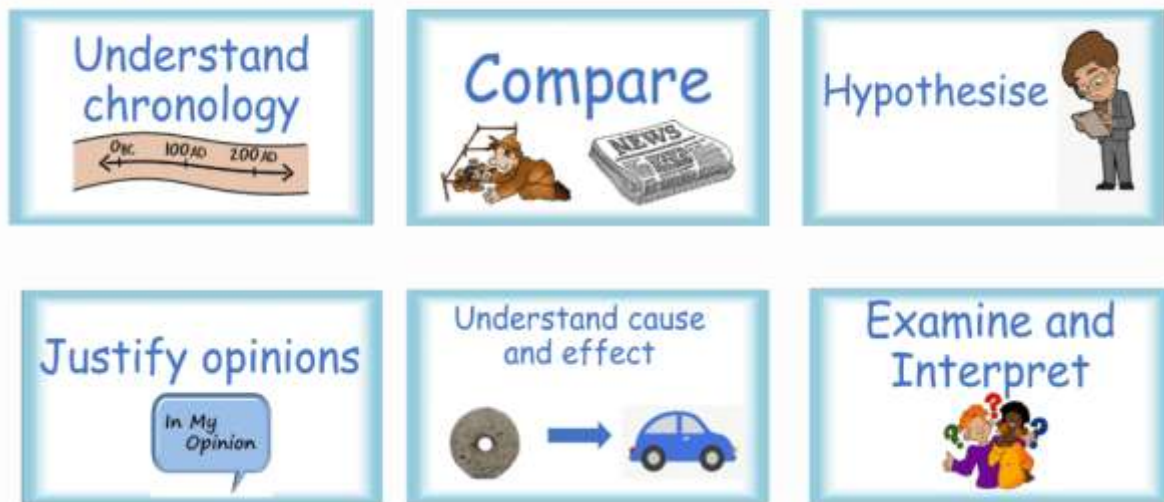 Understand
chronology
0BC 100AD 200AD
Compare
NEWS
Hypothesise
Justify opinions
In My
Opinion
Understand cause
and effect
Examine and
Interpret
? ? ?